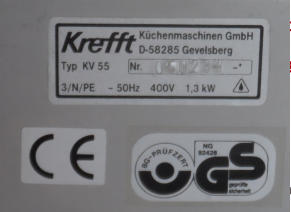 Krefft Küchenmaschinen GmbH
D-58285 Gevelsberg
Typ KV 55 Nr.
3/N/PE ~ 50Hz 400V 1,3 kW
CE
BG-PRÜFZERT
NG
92426
GS
geprüfte
sicherheit